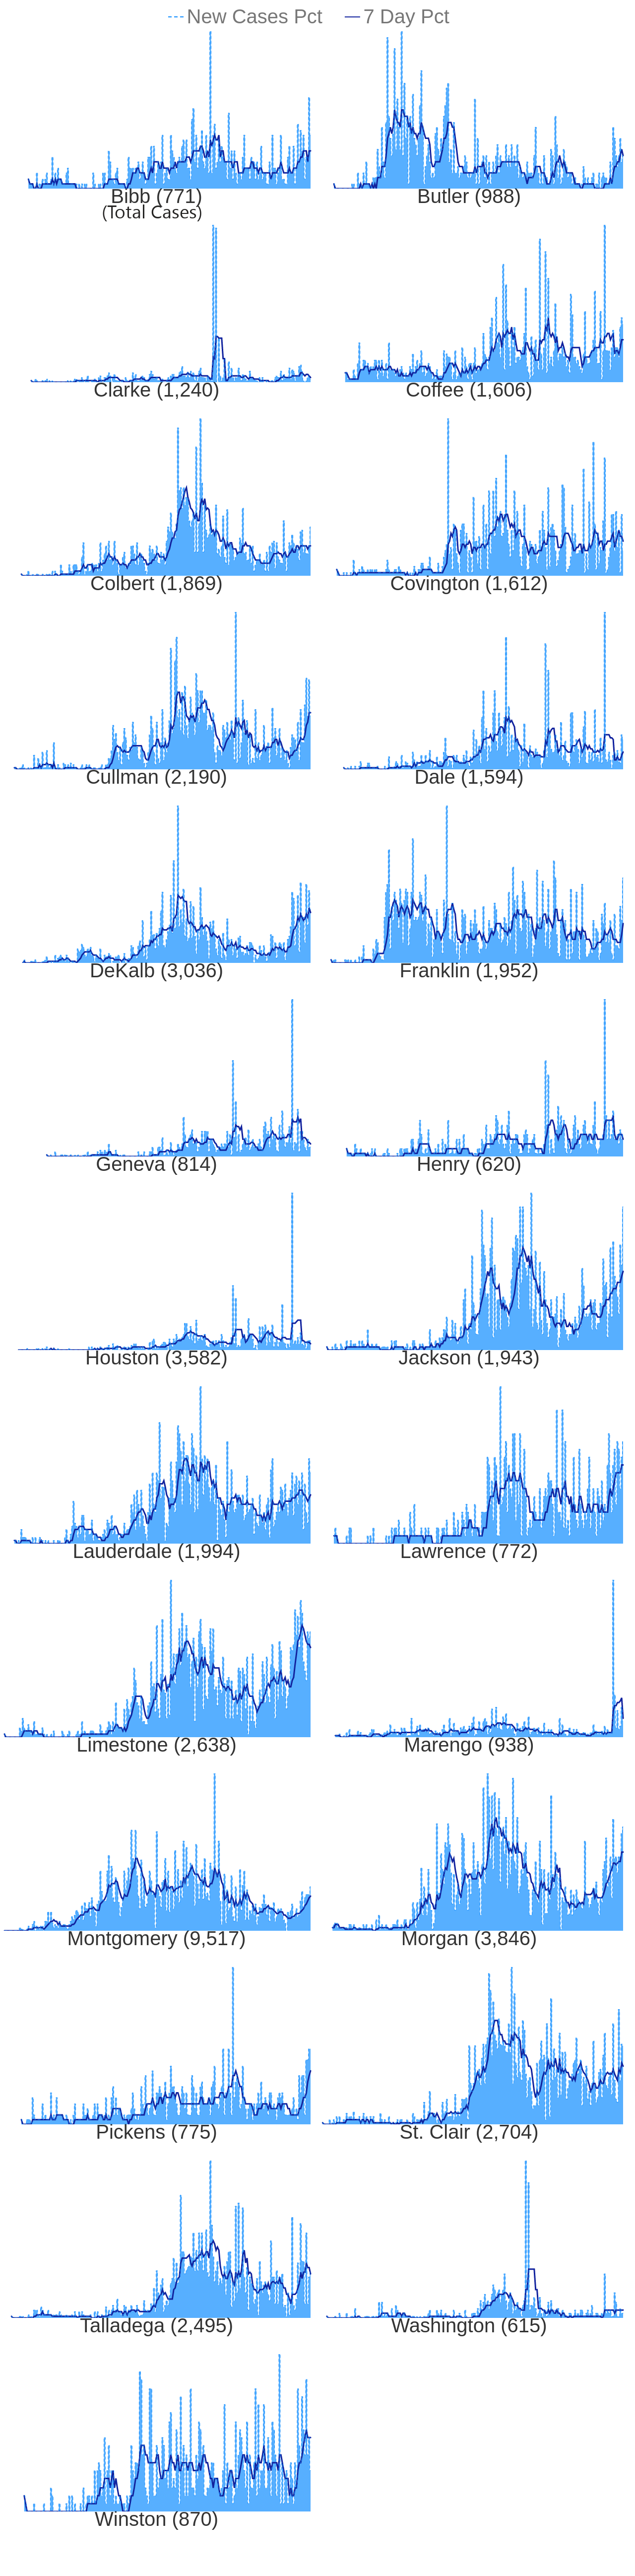 New Cases Pct 7 Day Pct
Bibb (771) Butler (988)
(Total Cases)
Clarke (1,240) Coffee (1,606)
Colbert (1,869) Covington (1,612)
Cullman (2,190) Dale (1,594)
DeKalb (3,036) Franklin (1,952)
Geneva (814) Henry (620)
Houston (3,582) Jackson (1,943)
Lauderdale (1,994) Lawrence (772)
Limestone (2,638) Marengo (938)
Montgomery (9,517) Morgan (3,846)
Pickens (775) St. Clair (2,704)
Talladega (2,495) Washington (615)
Winston (870)